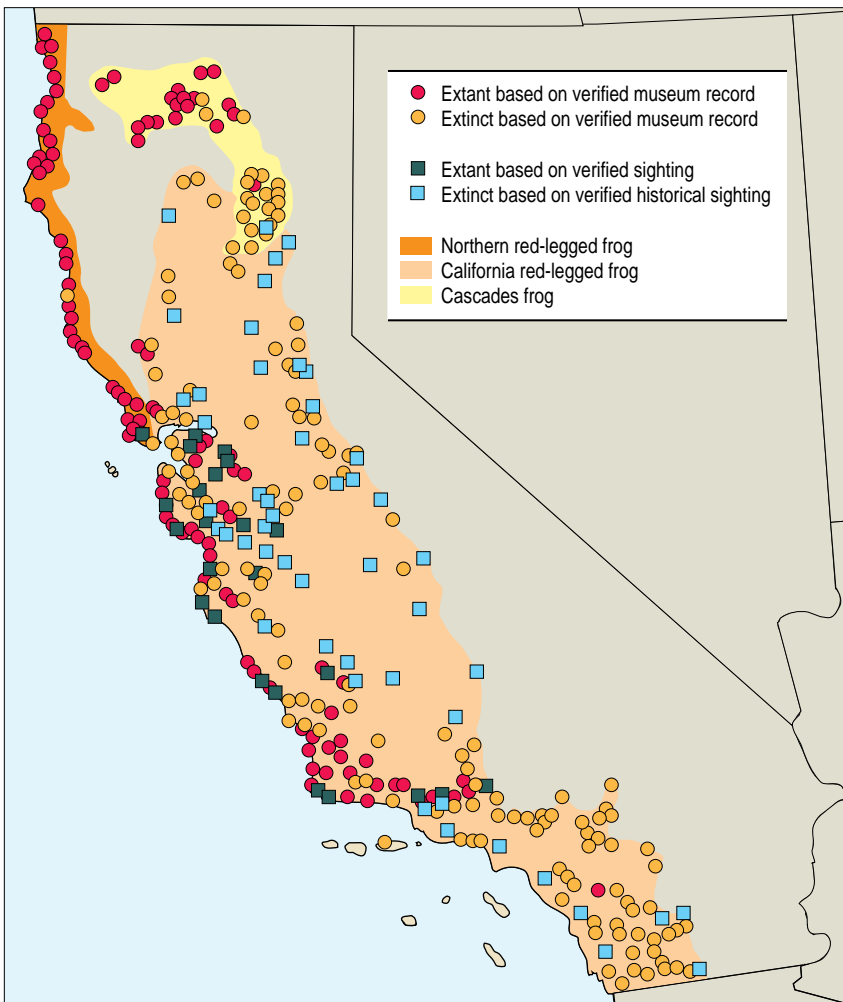 Extant based on verified museum record
Extinct based on verified museum record
Extant based on verified sighting
Extinct based on verified historical sighting
Northern red-legged frog
California red-legged frog
Cascades frog